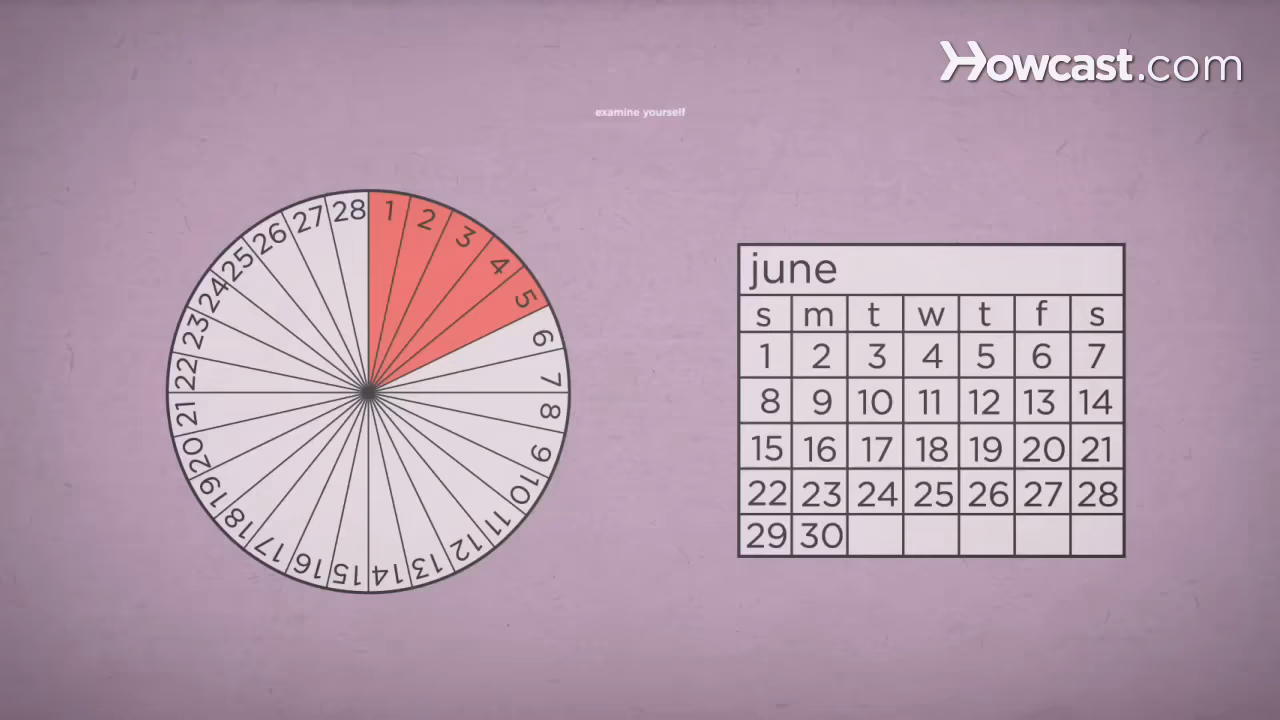 Howcast.com
examine yourself
1 2 3 4 5 6 7 8 9 10 11 12 13 14 15 16 17 18 19 20 21 22 23 24 25 26 27 28
june
s m t w t f s
1 2 3 4 5 6 7
8 9 10 11 12 13 14
15 16 17 18 19 20 21
22 23 24 25 26 27 28
29 30